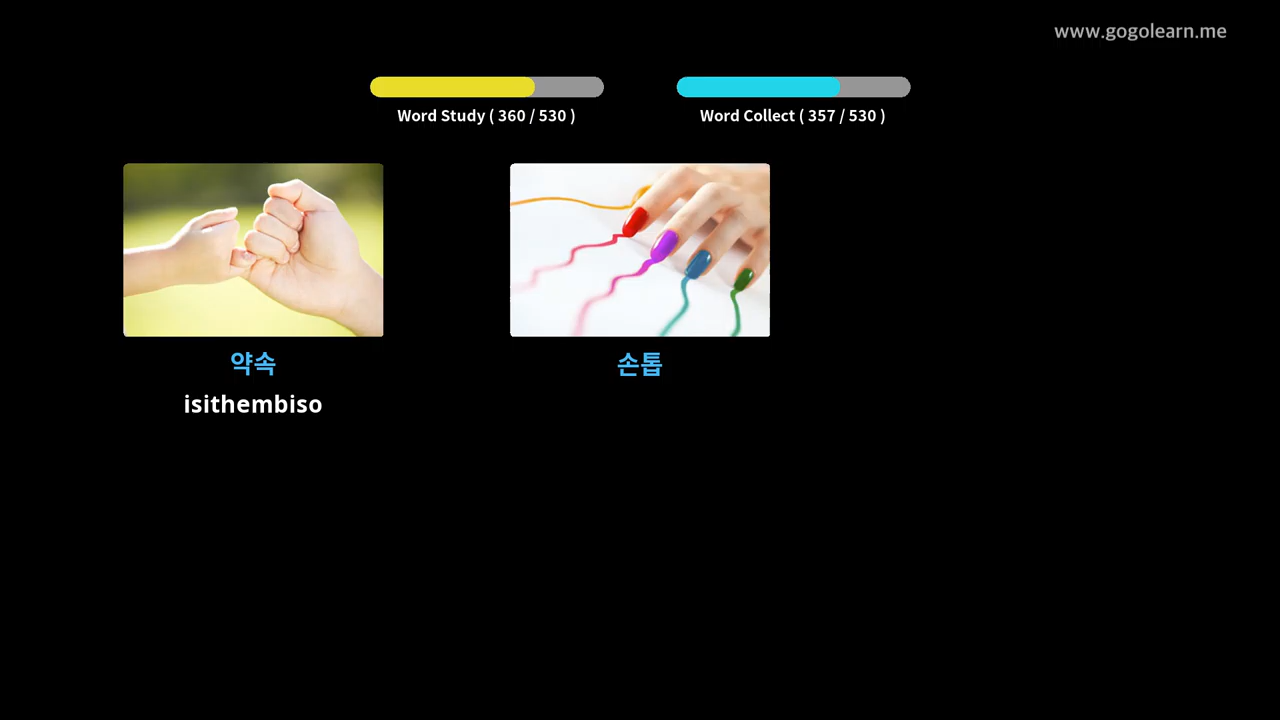 www.gogolearn.me
Word Study ( 360 / 530 )
Word Collect ( 357 / 530 )
약속
손톱
isithembiso